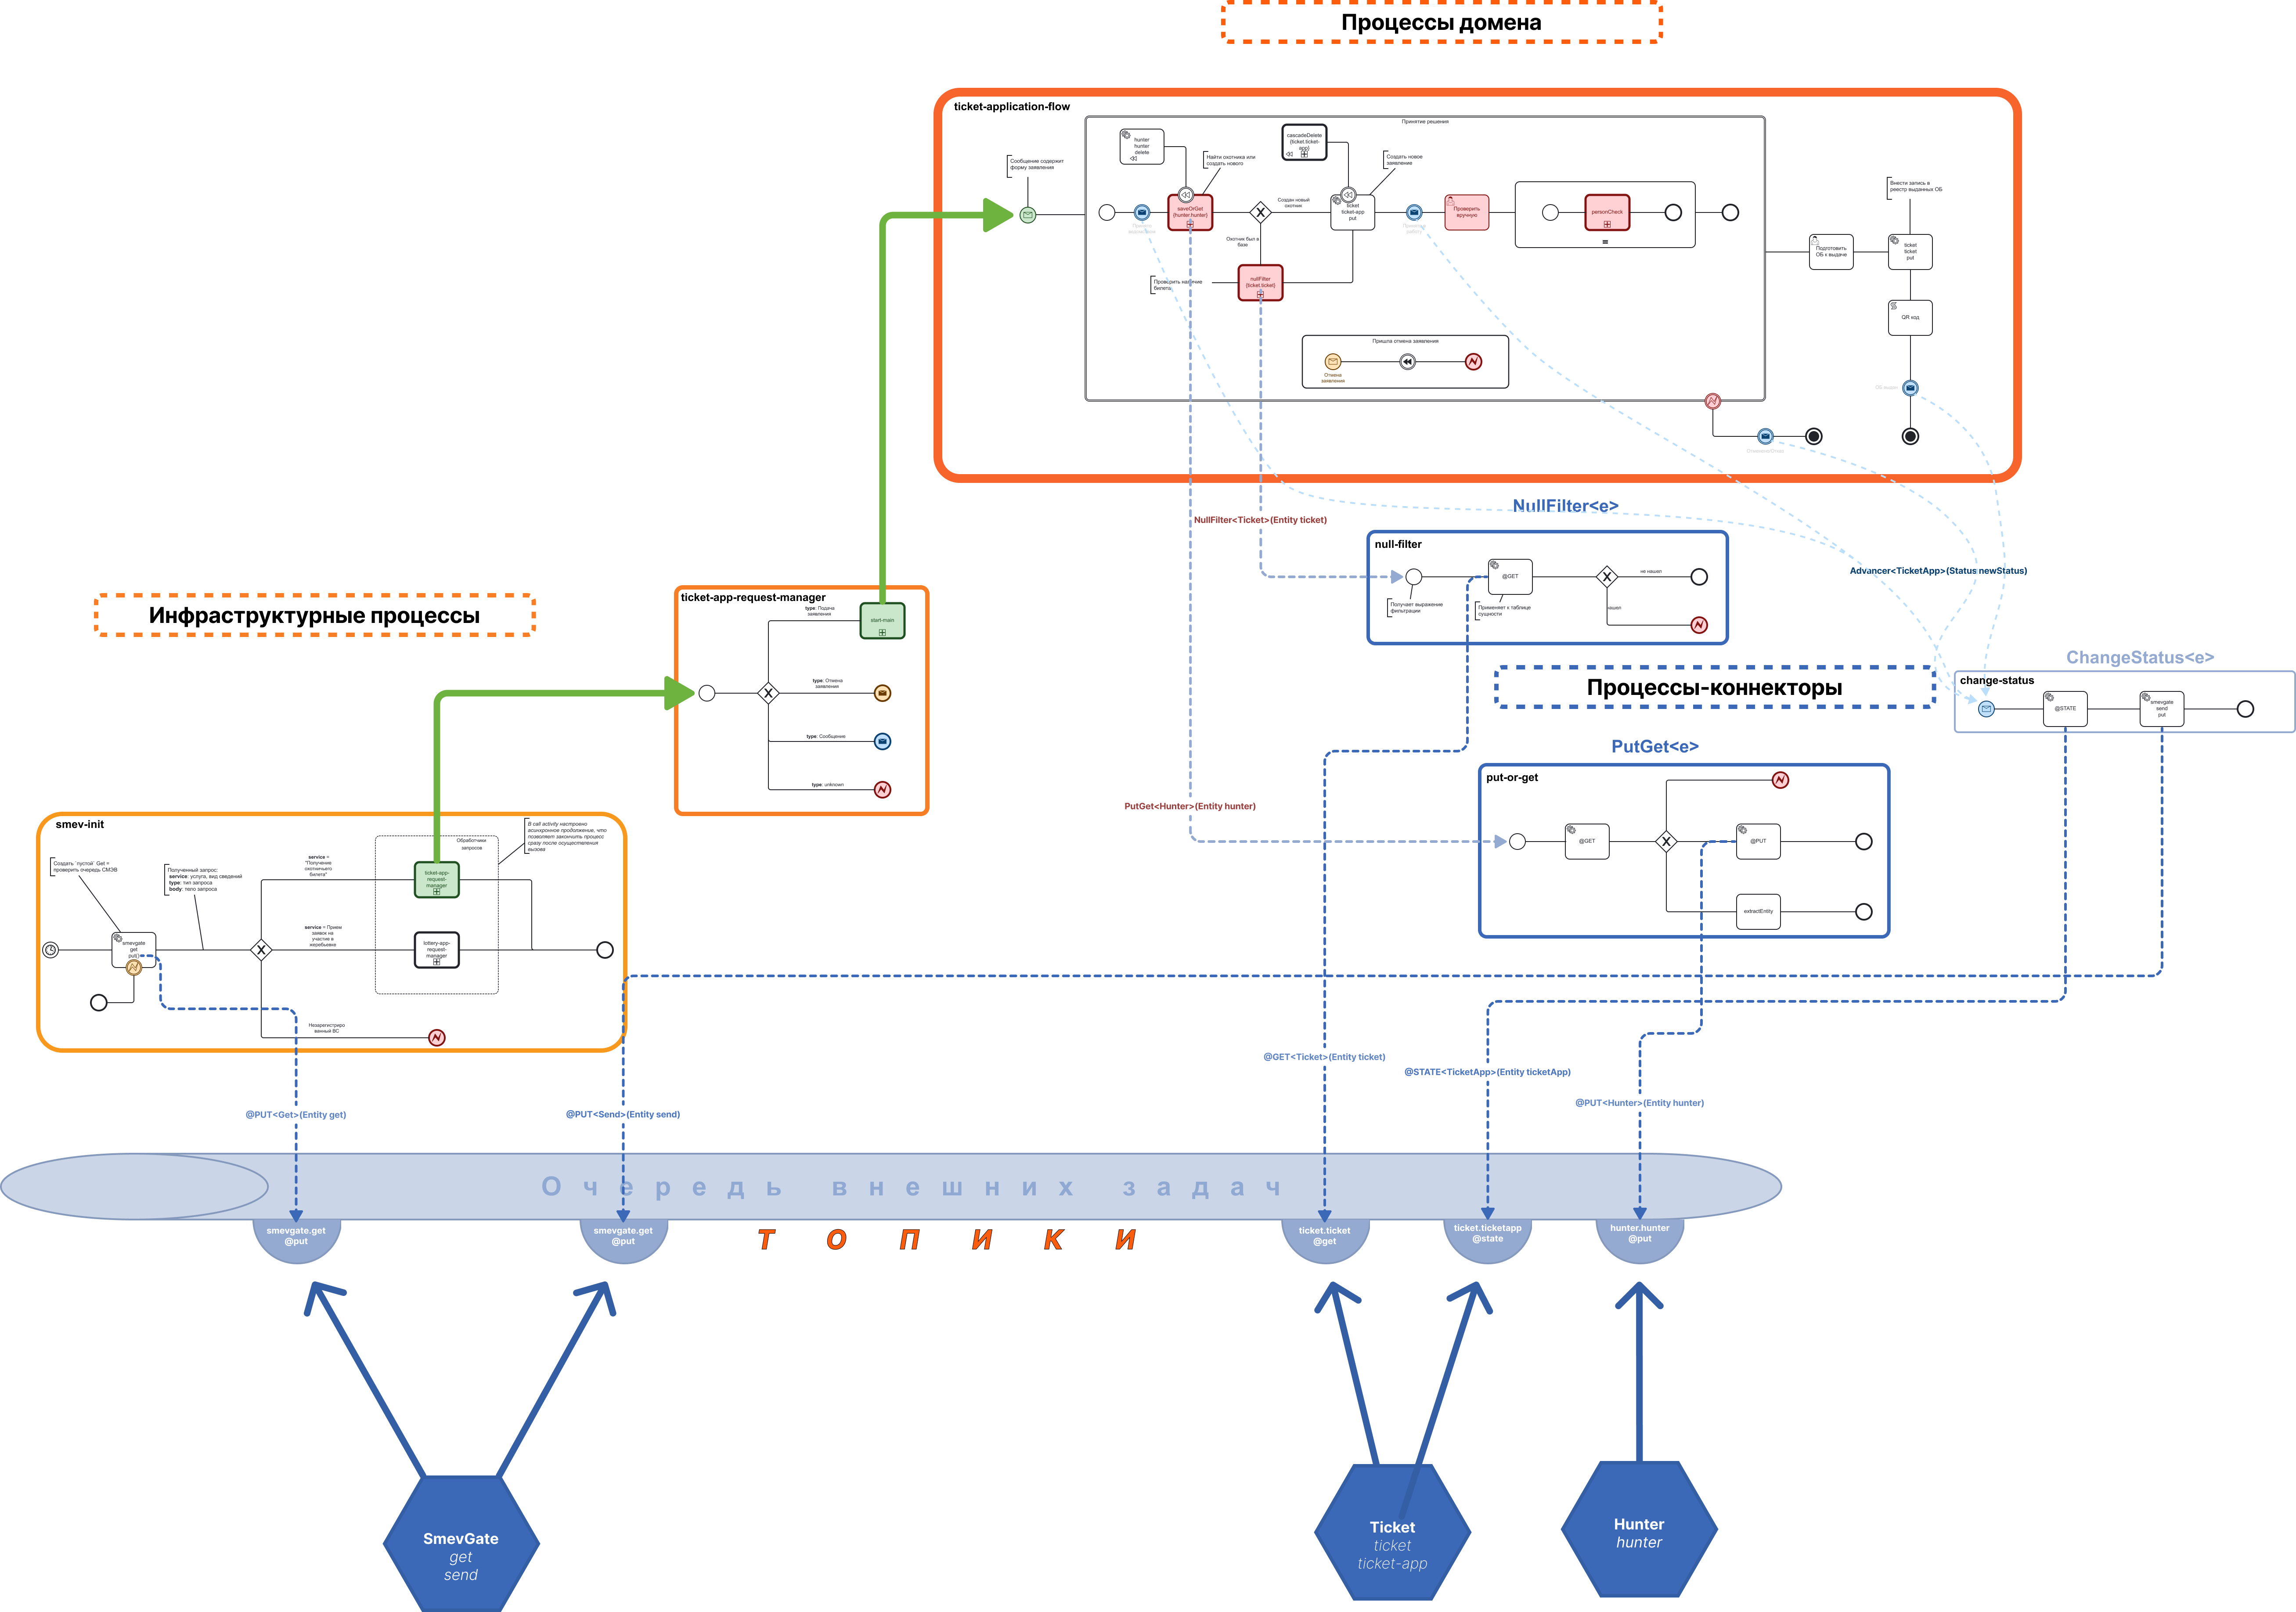 Процессы домена
ticket-application-flow
Принятие решения
Сообщение содержит
форму заявления
hunter
hunter
delete
Найти охотника или
создать нового
cascadeDelete
{ticket.ticket-
app}
Создать новое
заявление
saveOrGet
{hunter.hunter}
Создан новый
охотник
ticket
ticket-app
put
Проверить
вручную
personCheck
Охотник был в
базе
Проверить наличие
билета
nullFilter
{ticket.ticket}
Пришла отмена заявления
Отмена
заявления
Внести запись в
реестр выданных ОБ
Подготовить
ОБ к выдаче
ticket
ticket
put
QR код
ОБ выдан
NullFilter<Ticket>(Entity ticket)
NullFilter<e>
null-filter
@GET
не нашел
нашел
Получает выражение
фильтрации
Применяет к таблице
сущности
Advancer<TicketApp>(Status newStatus)
Инфраструктурные процессы
ticket-app-request-manager
type: Подача
заявления
start-main
type: Отмена
заявления
type: Сообщение
type: unknown
Процессы-коннекторы
ChangeStatus<e>
change-status
@STATE
smevgate
send
put
PutGet<e>
put-or-get
@GET
@PUT
extractEntity
PutGet<Hunter>(Entity hunter)
smev-init
Создать `пустой` Get =
проверить очередь СМЭВ
Полученный запрос:
service: услуга, вид сведений
type: тип запроса
body: тело запроса
service =
"Получение
охотничьего
билета"
Обработчики
запросов
В call activity настроено
асинхронное продолжение, что
позволяет закончить процесс
сразу после осуществления
вызова
ticket-app-
request-
manager
smevgate
get
put()
service = Прием
заявок на
участие в
жеребьевке
lottery-app-
request-
manager
Незарегистриро
ванный ВС
@PUT<Get>(Entity get)
@PUT<Send>(Entity send)
@GET<Ticket>(Entity ticket)
@STATE<TicketApp>(Entity ticketApp)
@PUT<Hunter>(Entity hunter)
Очередь внешних задач
smevgate.get
@put
smevgate.get
@put
ТОПИКИ
ticket.ticket
@get
ticket.ticketapp
@state
hunter.hunter
@put
SmevGate
get
send
Ticket
ticket
ticket-app
Hunter
hunter